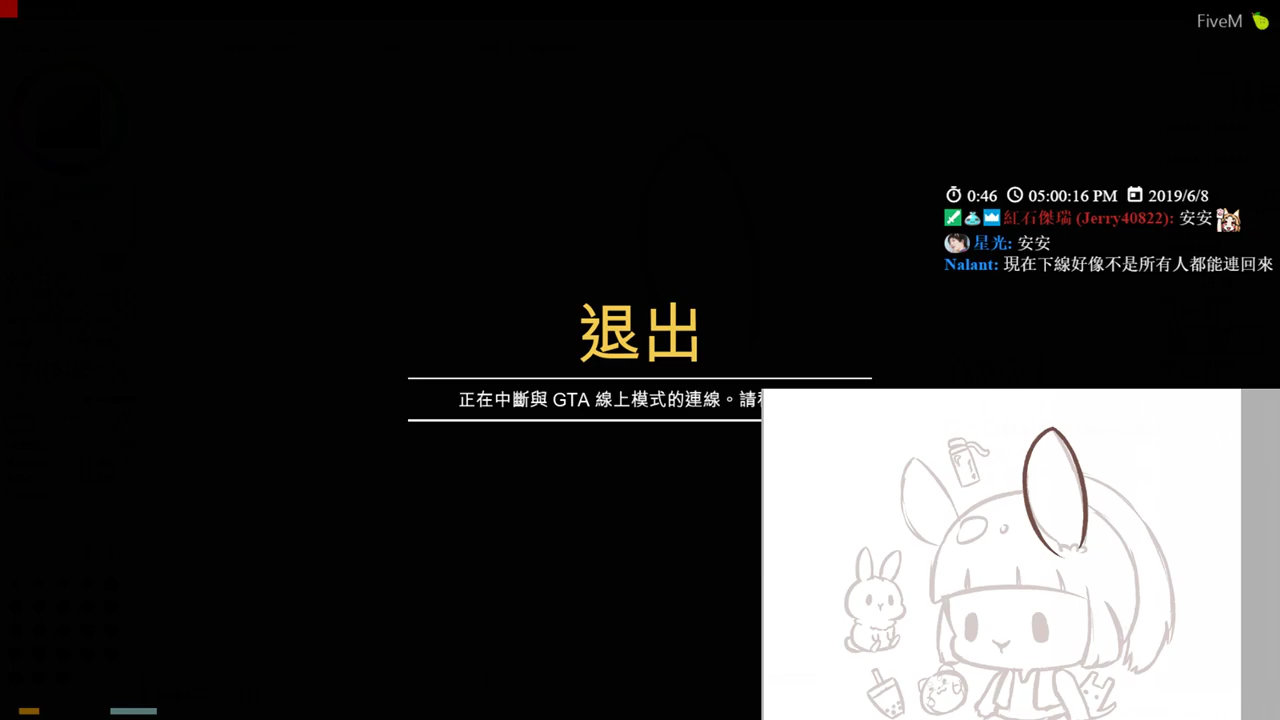 FiveM
0:46 05:00:16 PM 2019/6/8
紅石傑瑞 (Jerry40822): 安安
星光: 安安
Nalant: 現在下線好像不是所有人都能連回來
退出
正在中斷與 GTA 線上模式的連線。請